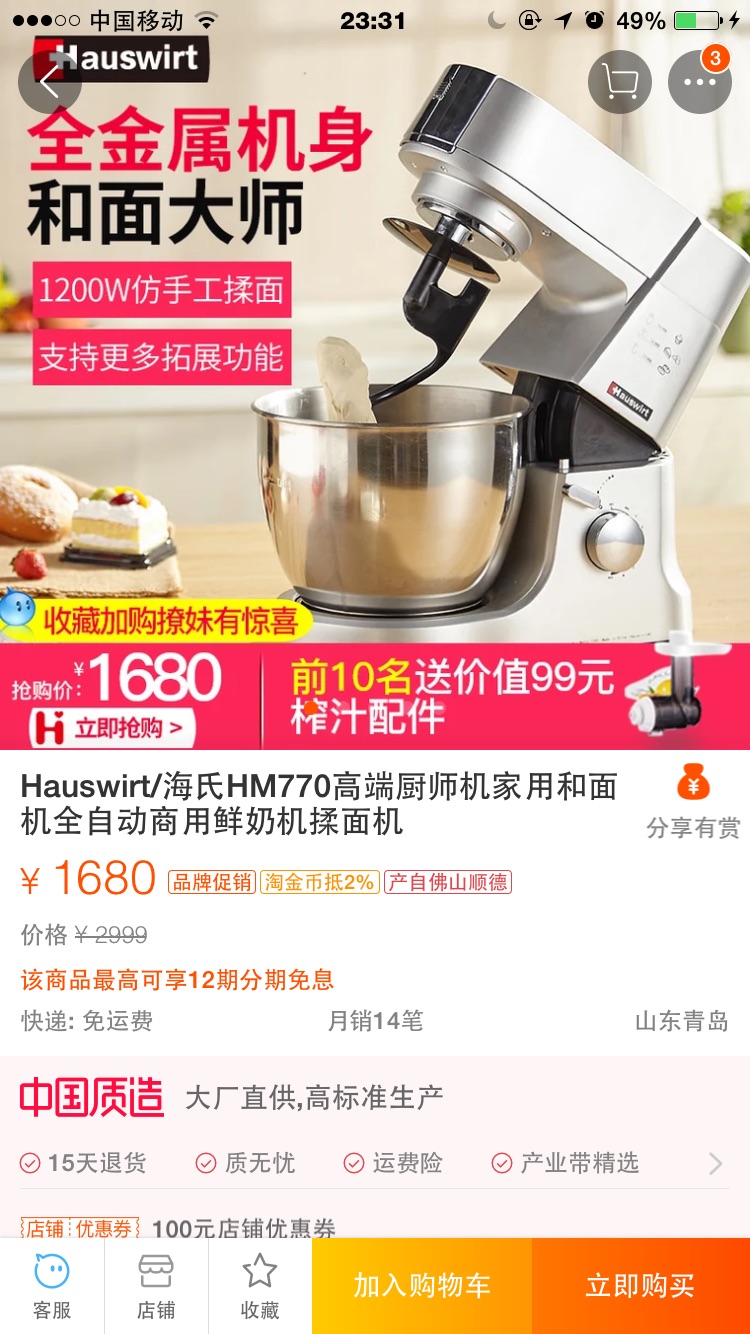 中国移动
23:31
49%
Hauswirt
3
全金属机身
和面大师
1200W仿手工揉面
支持更多拓展功能
Hauswirt
收藏加购撩妹有惊喜
抢购价:¥1680
立即抢购 >
前10名送价值99元
榨汁配件
Hauswirt/海氏HM770高端厨师机家用和面
机全自动商用鲜奶机揉面机
分享有赏
¥ 1680 品牌促销 淘金币抵2% 产自佛山顺德
价格 ¥ 2999
该商品最高可享12期分期免息
快递: 免运费 月销14笔 山东青岛
中国质造 大厂直供,高标准生产
15天退货 质无忧 运费险 产业带精选
店铺 优惠券 100元店铺优惠券
客服 店铺 收藏 加入购物车 立即购买